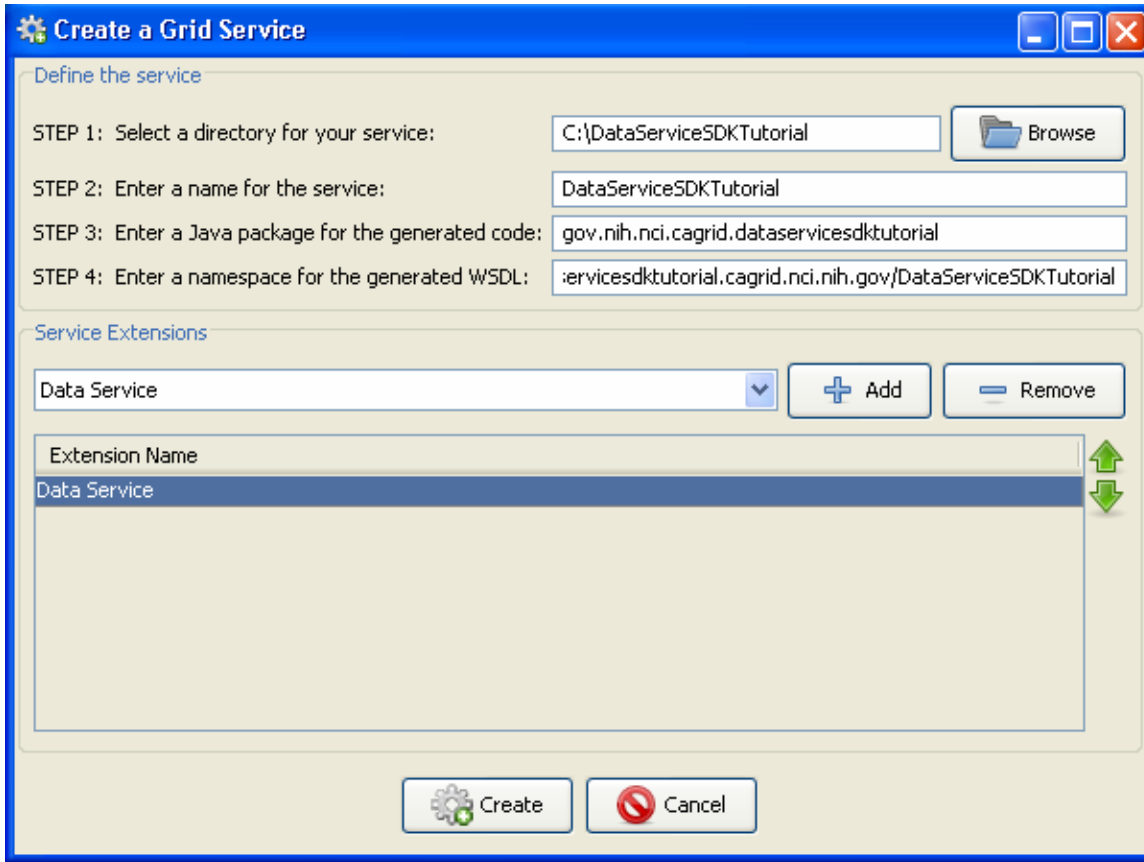 Create a Grid Service
Define the service
STEP 1: Select a directory for your service: C:\DataServiceSDKTutorial Browse
STEP 2: Enter a name for the service: DataServiceSDKTutorial
STEP 3: Enter a Java package for the generated code: gov.nih.nci.cagrid.dataservicesdktutorial
STEP 4: Enter a namespace for the generated WSDL: ervicesdktutorial.cagrid.nci.nih.gov/DataServiceSDKTutorial
Service Extensions
Data Service Add Remove
Extension Name
Data Service
Create Cancel